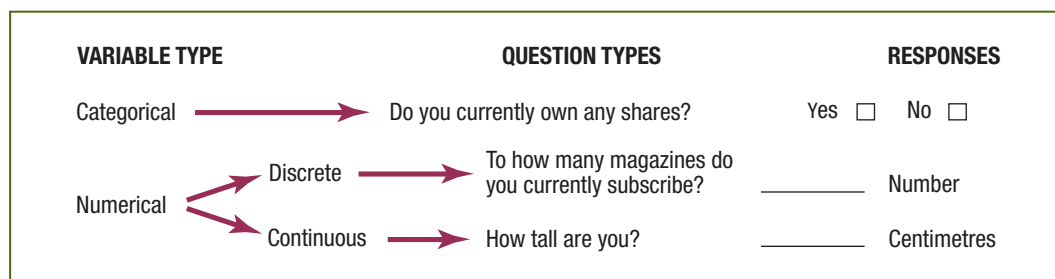 VARIABLE TYPE QUESTION TYPES RESPONSES
Categorical Do you currently own any shares? Yes No
Discrete To how many magazines do
you currently subscribe? Number
Numerical
Continuous How tall are you? Centimetres